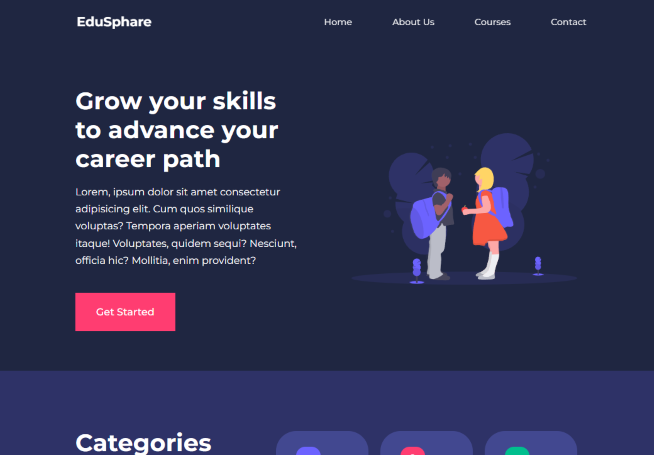 EduSphare
Home About Us Courses Contact
Grow your skills
to advance your
career path
Lorem, ipsum dolor sit amet consectetur
adipisicing elit. Cum quos similique
voluptas? Tempora aperiam voluptates
itaque! Voluptates, quidem sequi? Nesciunt,
officia hic? Mollitia, enim provident?
Get Started
Categories